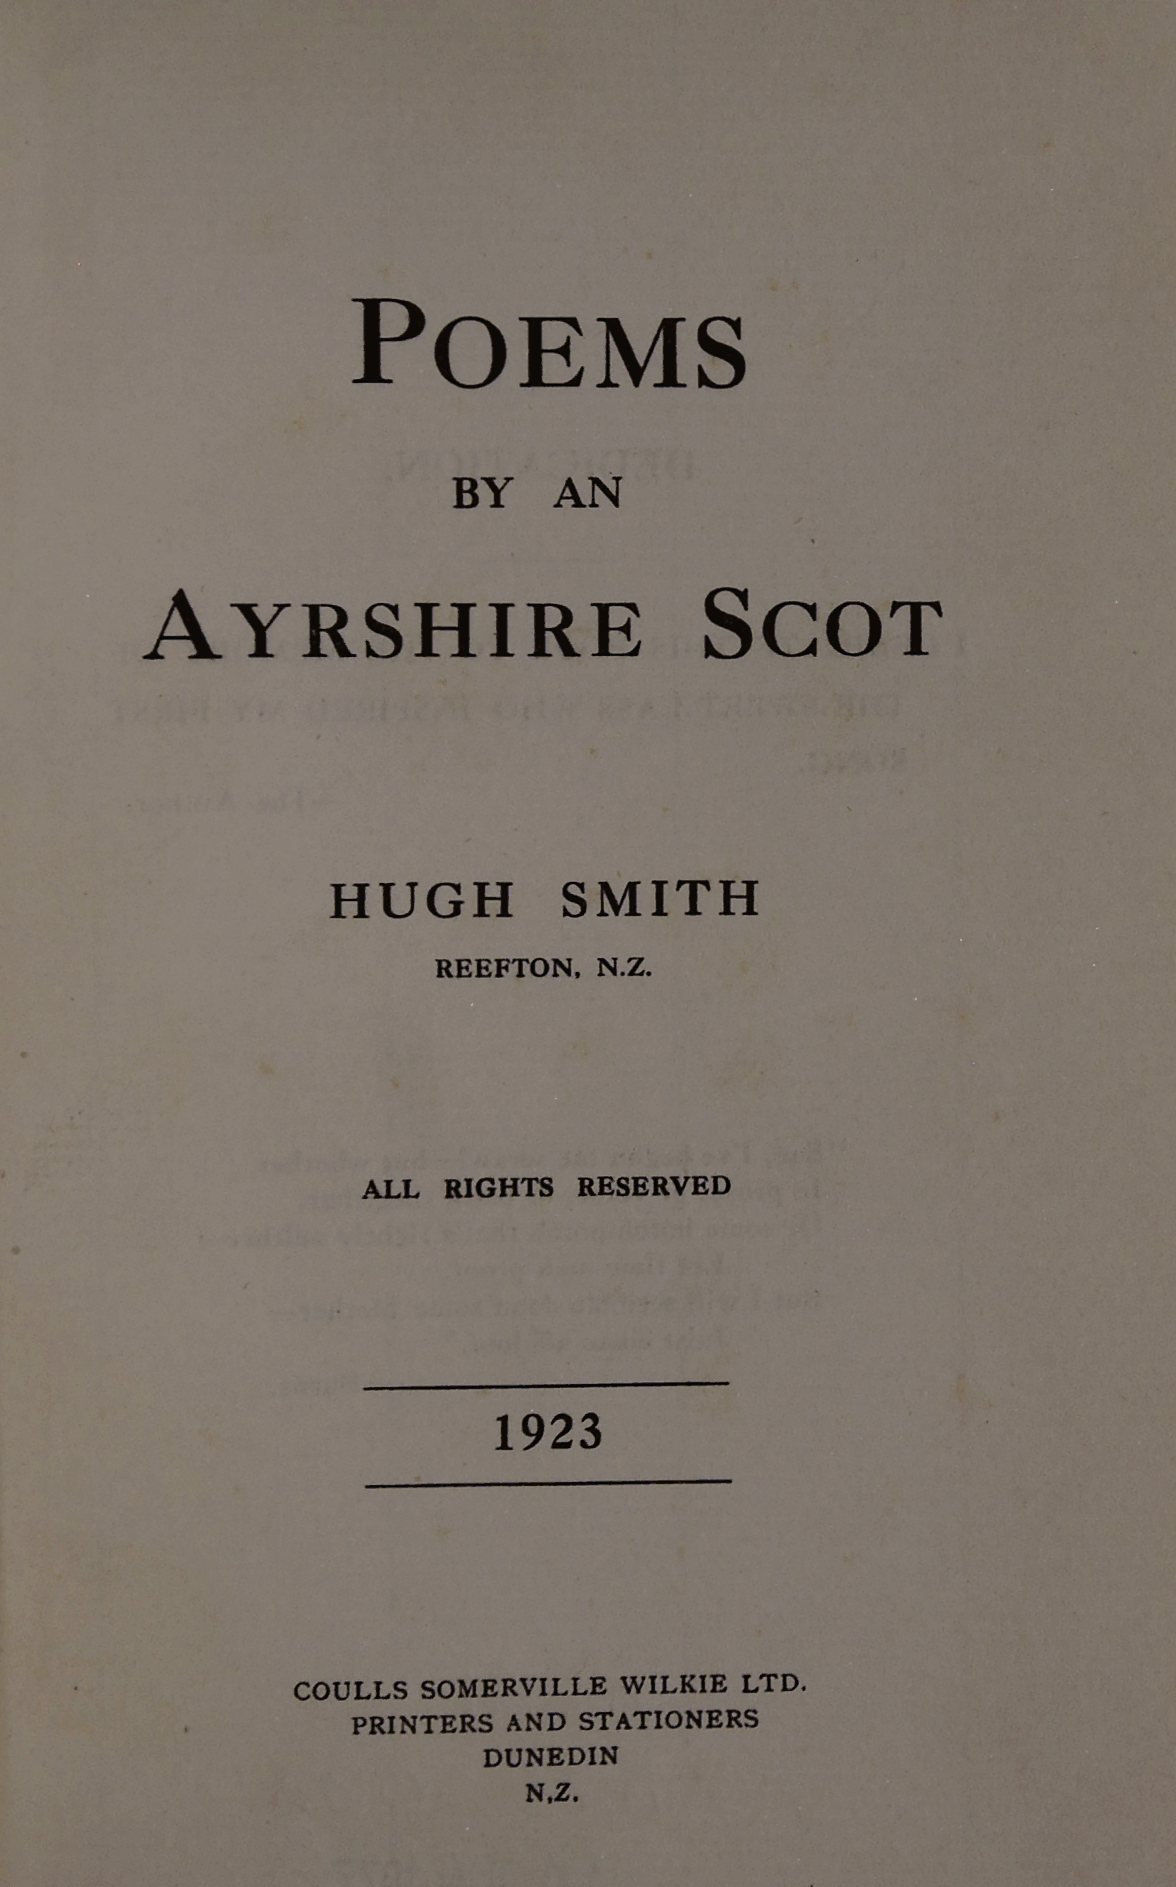 POEMS
BY AN
AYRSHIRE SCOT
HUGH SMITH
REEFTON, N.Z.
ALL RIGHTS RESERVED
1923
COULLS SOMERVILLE WILKIE LTD.
PRINTERS AND STATIONERS
DUNEDIN
N.Z.